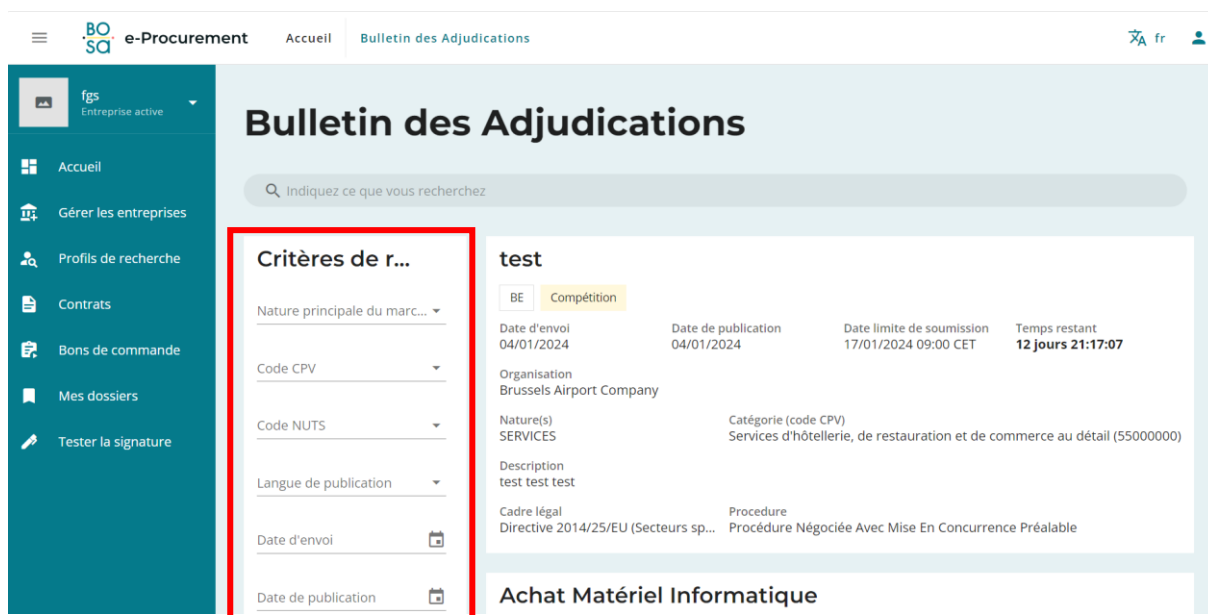 BOSA e-Procurement Accueil Bulletin des Adjudications fr
fgs
Entreprise active
Accueil
Gérer les entreprises
Profils de recherche
Contrats
Bons de commande
Mes dossiers
Tester la signature
Bulletin des Adjudications
Indiquez ce que vous recherchez
Critères de r...
Nature principale du marc...
Code CPV
Code NUTS
Langue de publication
Date d'envoi
Date de publication
test
BE Compétition
Date d'envoi Date de publication Date limite de soumission Temps restant
04/01/2024 04/01/2024 17/01/2024 09:00 CET 12 jours 21:17:07
Organisation
Brussels Airport Company
Nature(s) Catégorie (code CPV)
SERVICES Services d'hôtellerie, de restauration et de commerce au détail (55000000)
Description
test test test
Cadre légal Procedure
Directive 2014/25/EU (Secteurs sp... Procédure Négociée Avec Mise En Concurrence Préalable
Achat Matériel Informatique